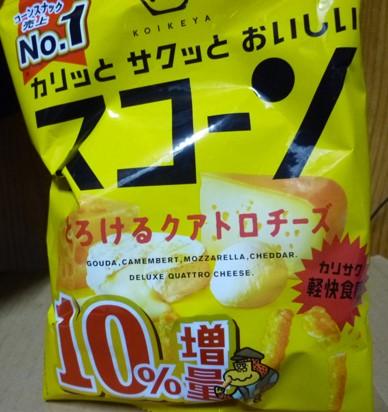 コーンスナック
売上
No.1
KOIKEYA
カリッと サクッと おいしい
スコーン
とろけるクアトロチーズ
GOUDA,CAMEMBERT,MOZZARELLA,CHEDDAR.
DELUXE QUATTRO CHEESE.
カリサク
軽快食
10%増量